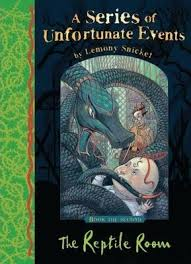 A Series of
Unfortunate Events
by Lemony Snicket
BOOK THE SECOND
The Reptile Room